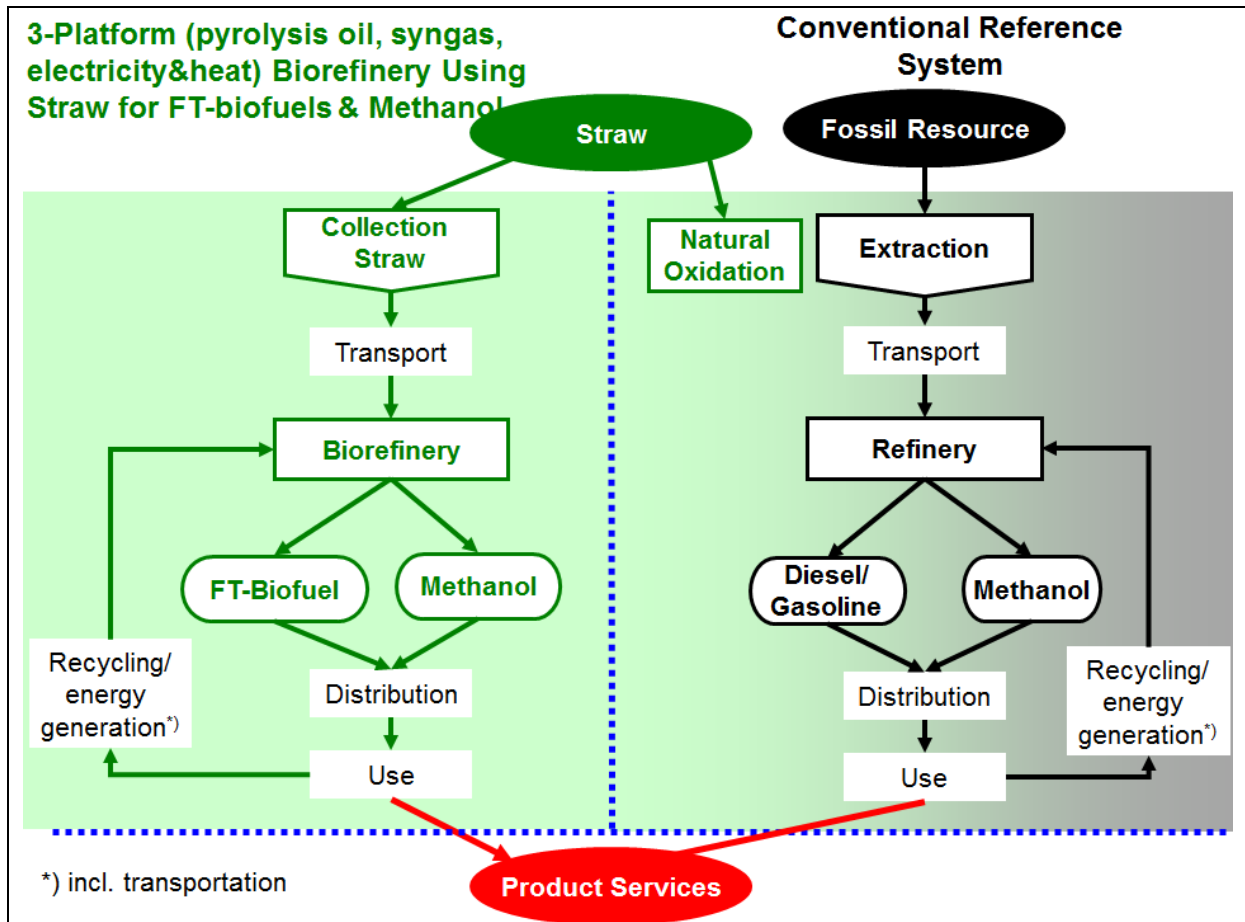 3-Platform (pyrolysis oil, syngas,
electricity&heat) Biorefinery Using
Straw for FT-biofuels & Methanol
Conventional Reference
System
Straw
Fossil Resource
Collection
Straw
Natural
Oxidation
Extraction
Transport
Transport
Biorefinery
Refinery
FT-Biofuel
Methanol
Diesel/
Gasoline
Methanol
Recycling/
energy
generation*)
Distribution
Distribution
Recycling/
energy
generation*)
Use
Use
*) incl. transportation
Product Services